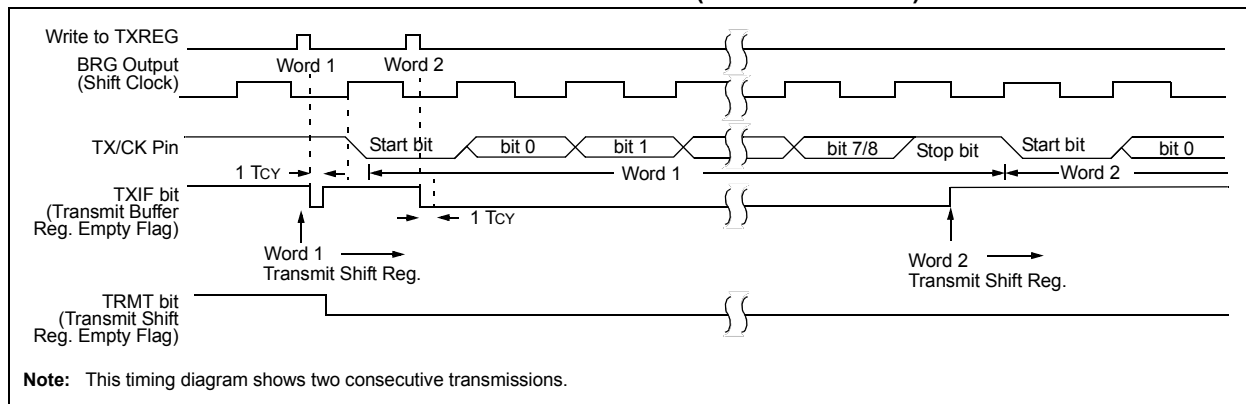 Write to TXREG
Word 1 Word 2
BRG Output
(Shift Clock)
TX/CK Pin
Start bit bit 0 bit 1 bit 7/8 Stop bit Start bit bit 0
1 TCY
Word 1 Word 2
TXIF bit
(Transmit Buffer
Reg. Empty Flag)
1 TCY
Word 1
Transmit Shift Reg.
Word 2
Transmit Shift Reg.
TRMT bit
(Transmit Shift
Reg. Empty Flag)
Note: This timing diagram shows two consecutive transmissions.